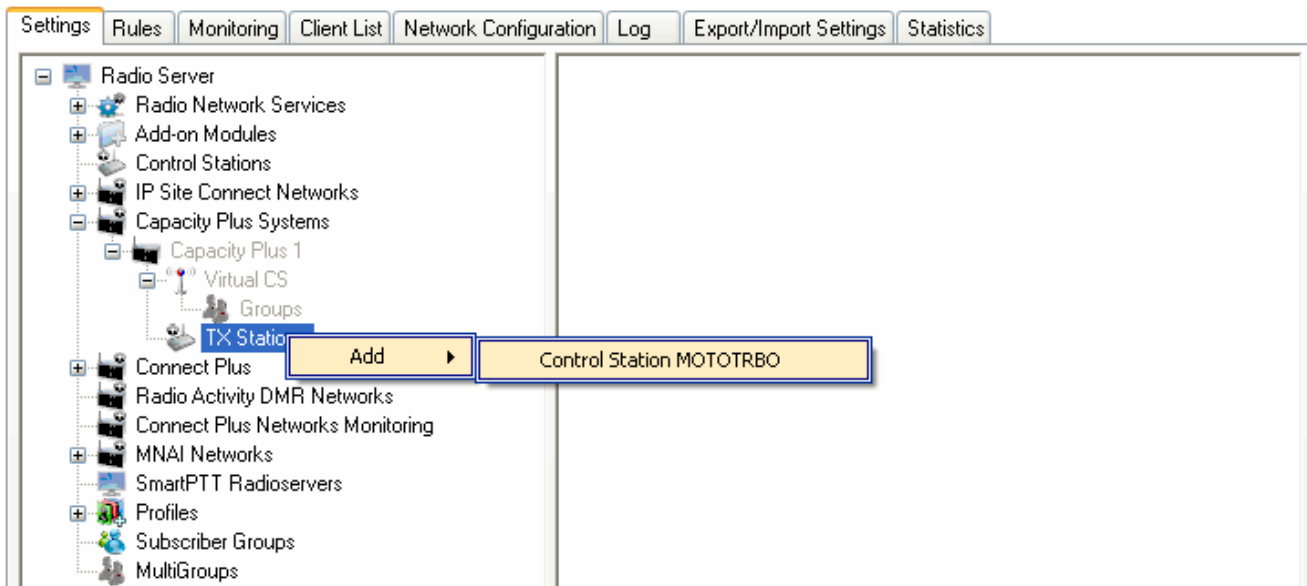 Settings Rules Monitoring Client List Network Configuration Log Export/Import Settings Statistics
Radio Server
Radio Network Services
Add-on Modules
Control Stations
IP Site Connect Networks
Capacity Plus Systems
Capacity Plus 1
Virtual CS
Groups
TX Statio
Add
Control Station MOTOTRBO
Connect Plus
Radio Activity DMR Networks
Connect Plus Networks Monitoring
MNAI Networks
SmartPTT Radioservers
Profiles
Subscriber Groups
MultiGroups